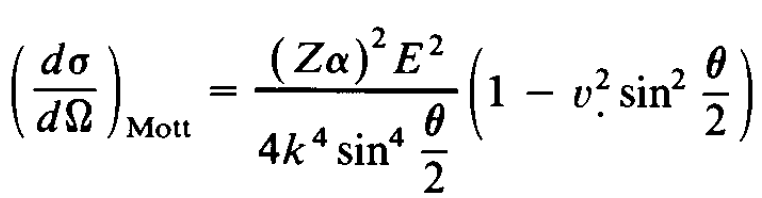 (dσ/dΩ)_Mott = (Zα)² E² / (4k⁴ sin⁴ θ/2) (1 − v² sin² θ/2)